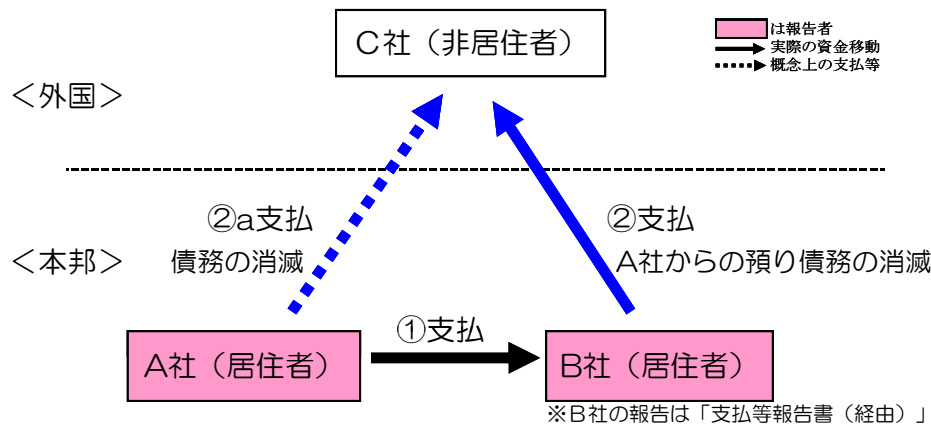 C社（非居住者）
は報告者
実際の資金移動
概念上の支払等
＜外国＞
②a支払
債務の消滅
②支払
A社からの預り債務の消滅
＜本邦＞
①支払
A社（居住者）
B社（居住者）
※B社の報告は「支払等報告書（経由）」